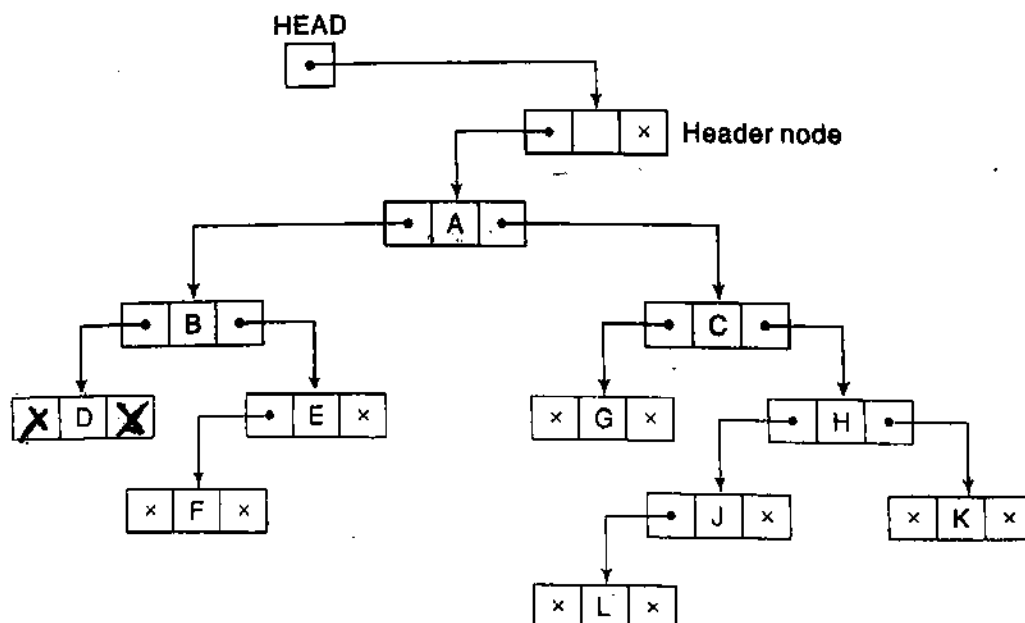 HEAD
× Header node
A
B C
× D × × E × × G × H
× F × J × × K ×
× L ×